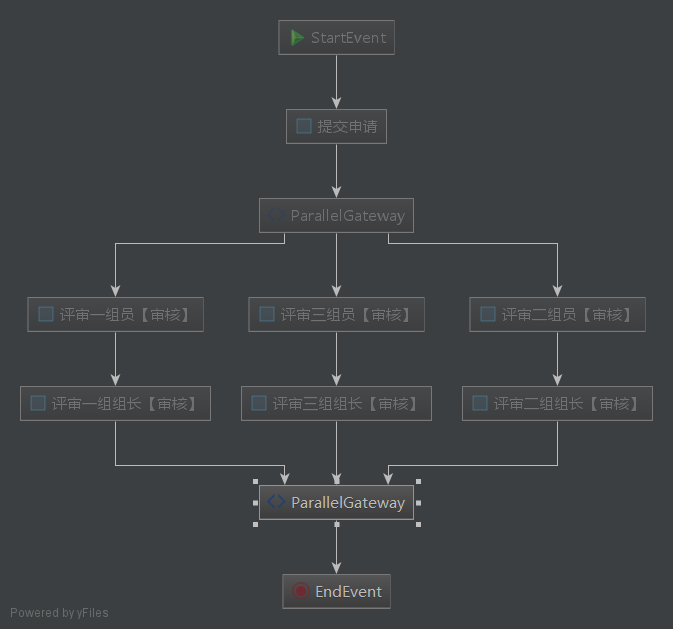 StartEvent
提交申请
ParallelGateway
评审一组员【审核】
评审三组员【审核】
评审二组员【审核】
评审一组组长【审核】
评审三组组长【审核】
评审二组组长【审核】
ParallelGateway
EndEvent
Powered by yFiles